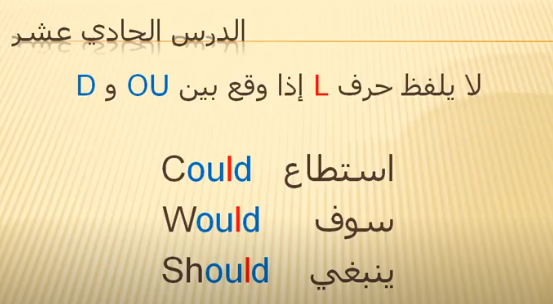 الدرس الحادي عشر
لا يلفظ حرف L إذا وقع بين OU و D
Could استطاع
Would سوف
Should ينبغي